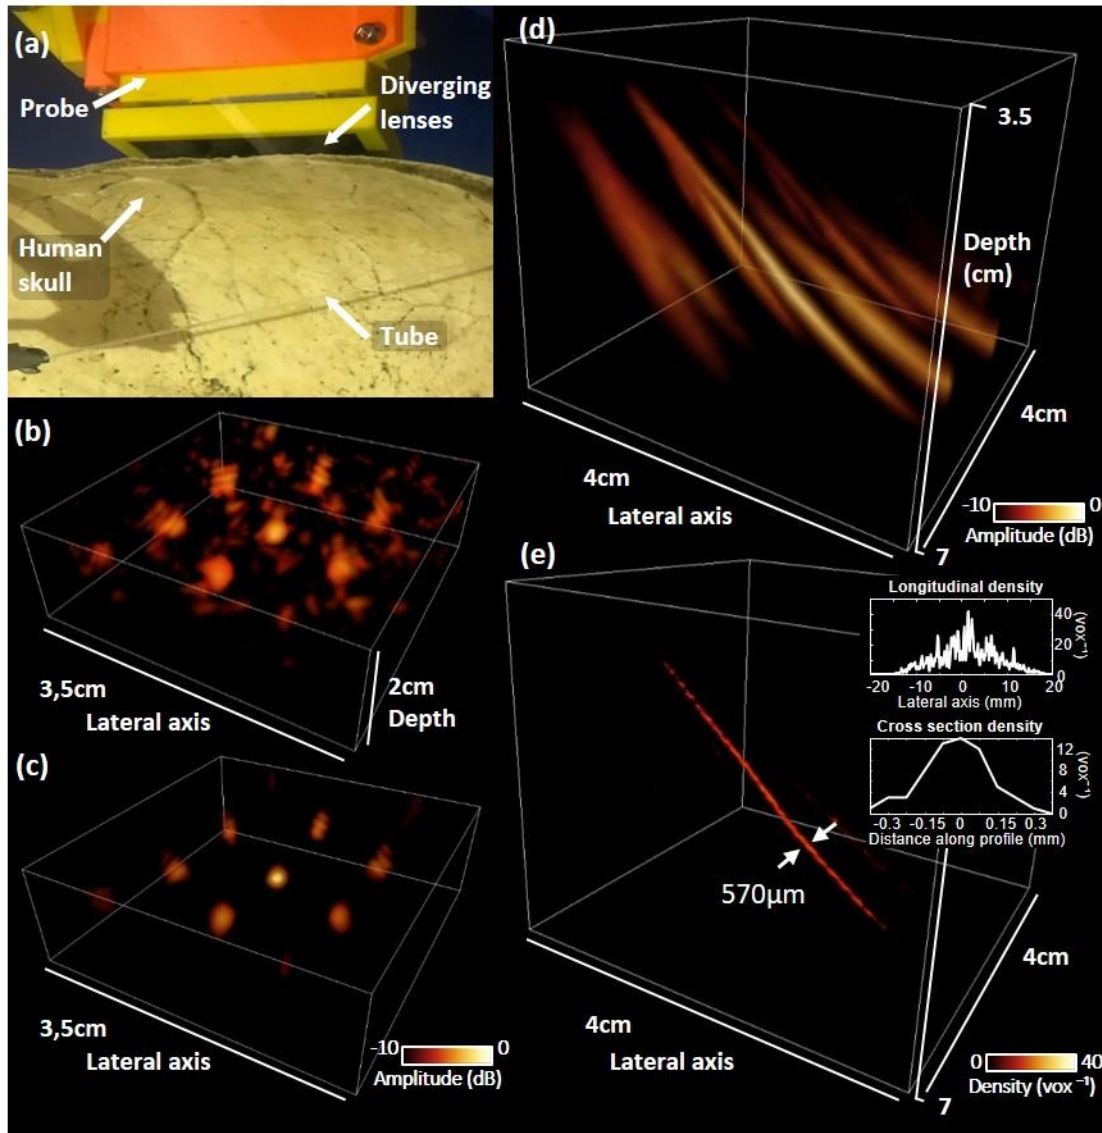 (a)
Probe
Diverging
lenses
Human
skull
Tube
(b)
3,5cm
Lateral axis
2cm
Depth
(c)
3,5cm
Lateral axis
-10 0
Amplitude (dB)
(d)
3.5
Depth
(cm)
4cm
4cm
Lateral axis
-10 0
Amplitude (dB)
7
(e)
Longitudinal density
40
20
0
(vox⁻¹)
-20 -10 0 10 20
Lateral axis (mm)
Cross section density
12
8
4
0
(vox⁻¹)
-0.3 -0.15 0 0.15 0.3
Distance along profile (mm)
570µm
4cm
4cm
Lateral axis
0 40
Density (vox ⁻¹)
7